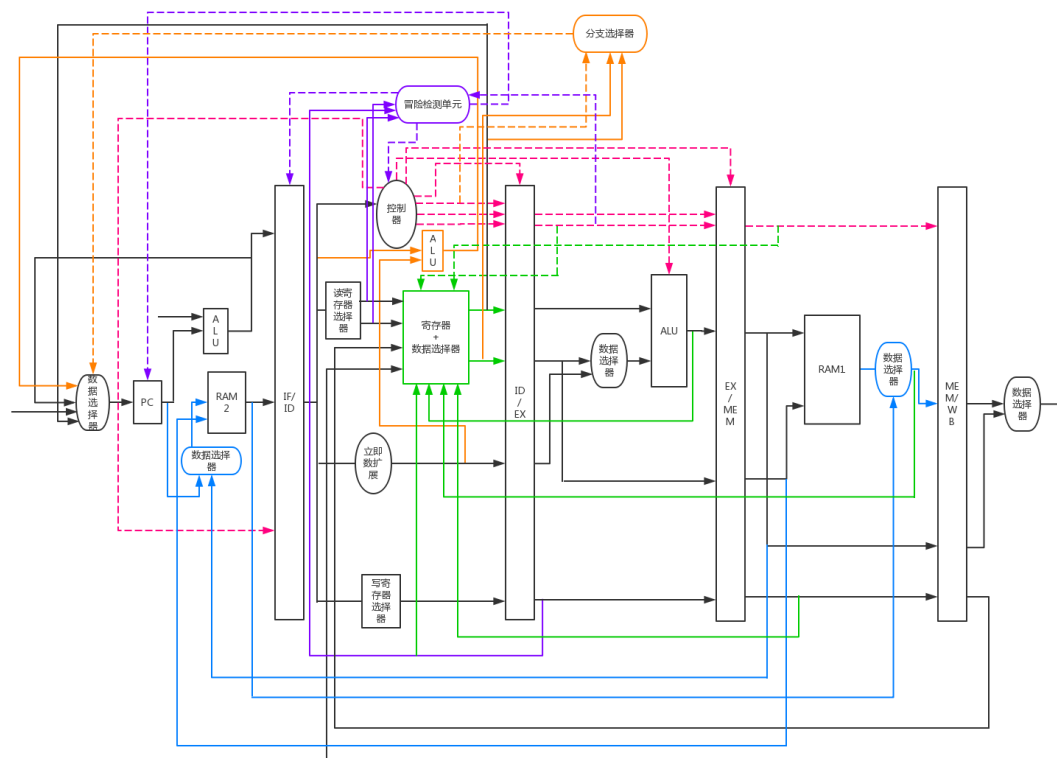 分支选择器
冒险检测单元
控制
器
A
L
U
读寄
存器
选择
器
寄存器
+
数据选择器
A
L
U
数
据
选
择
器
PC
RAM
2
数据选择
器
IF/
ID
立即
数扩
展
写寄
存器
选择器
ID
/
EX
数据
选择
器
ALU
EX
/
ME
M
RAM1
数据
选择
器
ME
M/W
B
数据
选择
器